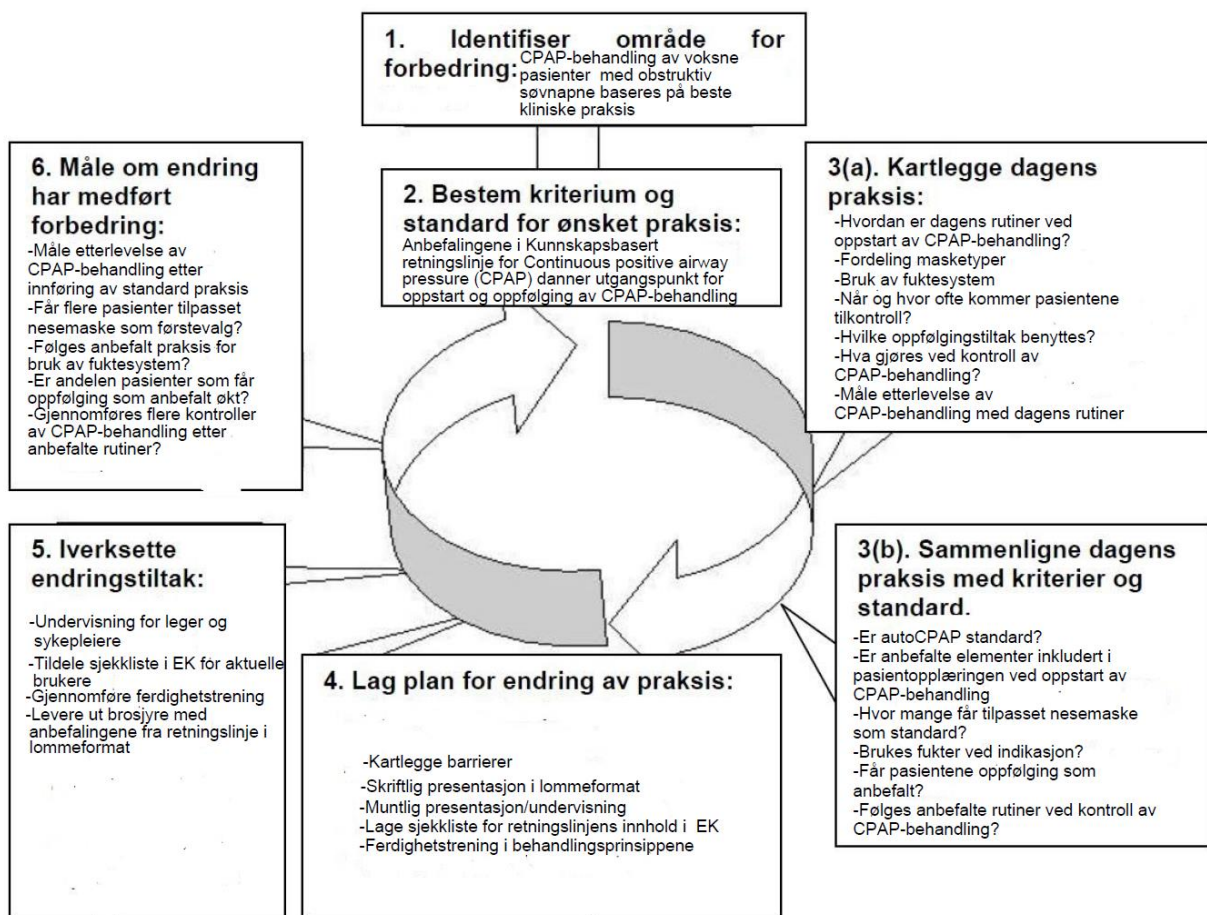 1. Identifiser område for
forbedring: CPAP-behandling av voksne
pasienter med obstruktiv
søvnapne baseres på beste
kliniske praksis
2. Bestem kriterium og
standard for ønsket praksis:
Anbefalingene i Kunnskapsbasert
retningslinje for Continuous positive airway
pressure (CPAP) danner utgangspunkt for
oppstart og oppfølging av CPAP-behandling
3(a). Kartlegge dagens
praksis:
-Hvordan er dagens rutiner ved
oppstart av CPAP-behandling?
-Fordeling masketyper
-Bruk av fuktesystem
-Når og hvor ofte kommer pasientene
tilkontroll?
-Hvilke oppfølgingstiltak benyttes?
-Hva gjøres ved kontroll av
CPAP-behandling?
-Måle etterlevelse av
CPAP-behandling med dagens rutiner
3(b). Sammenligne dagens
praksis med kriterier og
standard.
-Er autoCPAP standard?
-Er anbefalte elementer inkludert i
pasientopplæringen ved oppstart av
CPAP-behandling
-Hvor mange får tilpasset nesemaske
som standard?
-Brukes fukter ved indikasjon?
-Får pasientene oppfølging som
anbefalt?
-Følges anbefalte rutiner ved kontroll av
CPAP-behandling?
4. Lag plan for endring av praksis:
-Kartlegge barrierer
-Skriftlig presentasjon i lommeformat
-Muntlig presentasjon/undervisning
-Lage sjekkliste for retningslinjens innhold i EK
-Ferdighetstrening i behandlingsprinsippene
5. Iverksette
endringstiltak:
-Undervisning for leger og
sykepleiere
-Tildele sjekkliste i EK for aktuelle
brukere
-Gjennomføre ferdighetstrening
-Levere ut brosjyre med
anbefalingene fra retningslinje i
lommeformat
6. Måle om endring
har medført
forbedring:
-Måle etterlevelse av
CPAP-behandling etter
innføring av standard praksis
-Får flere pasienter tilpasset
nesemaske som førstevalg?
-Følges anbefalt praksis for
bruk av fuktesystem?
-Er andelen pasienter som får
oppfølging som anbefalt økt?
-Gjennomføres flere kontroller
av CPAP-behandling etter
anbefalte rutiner?